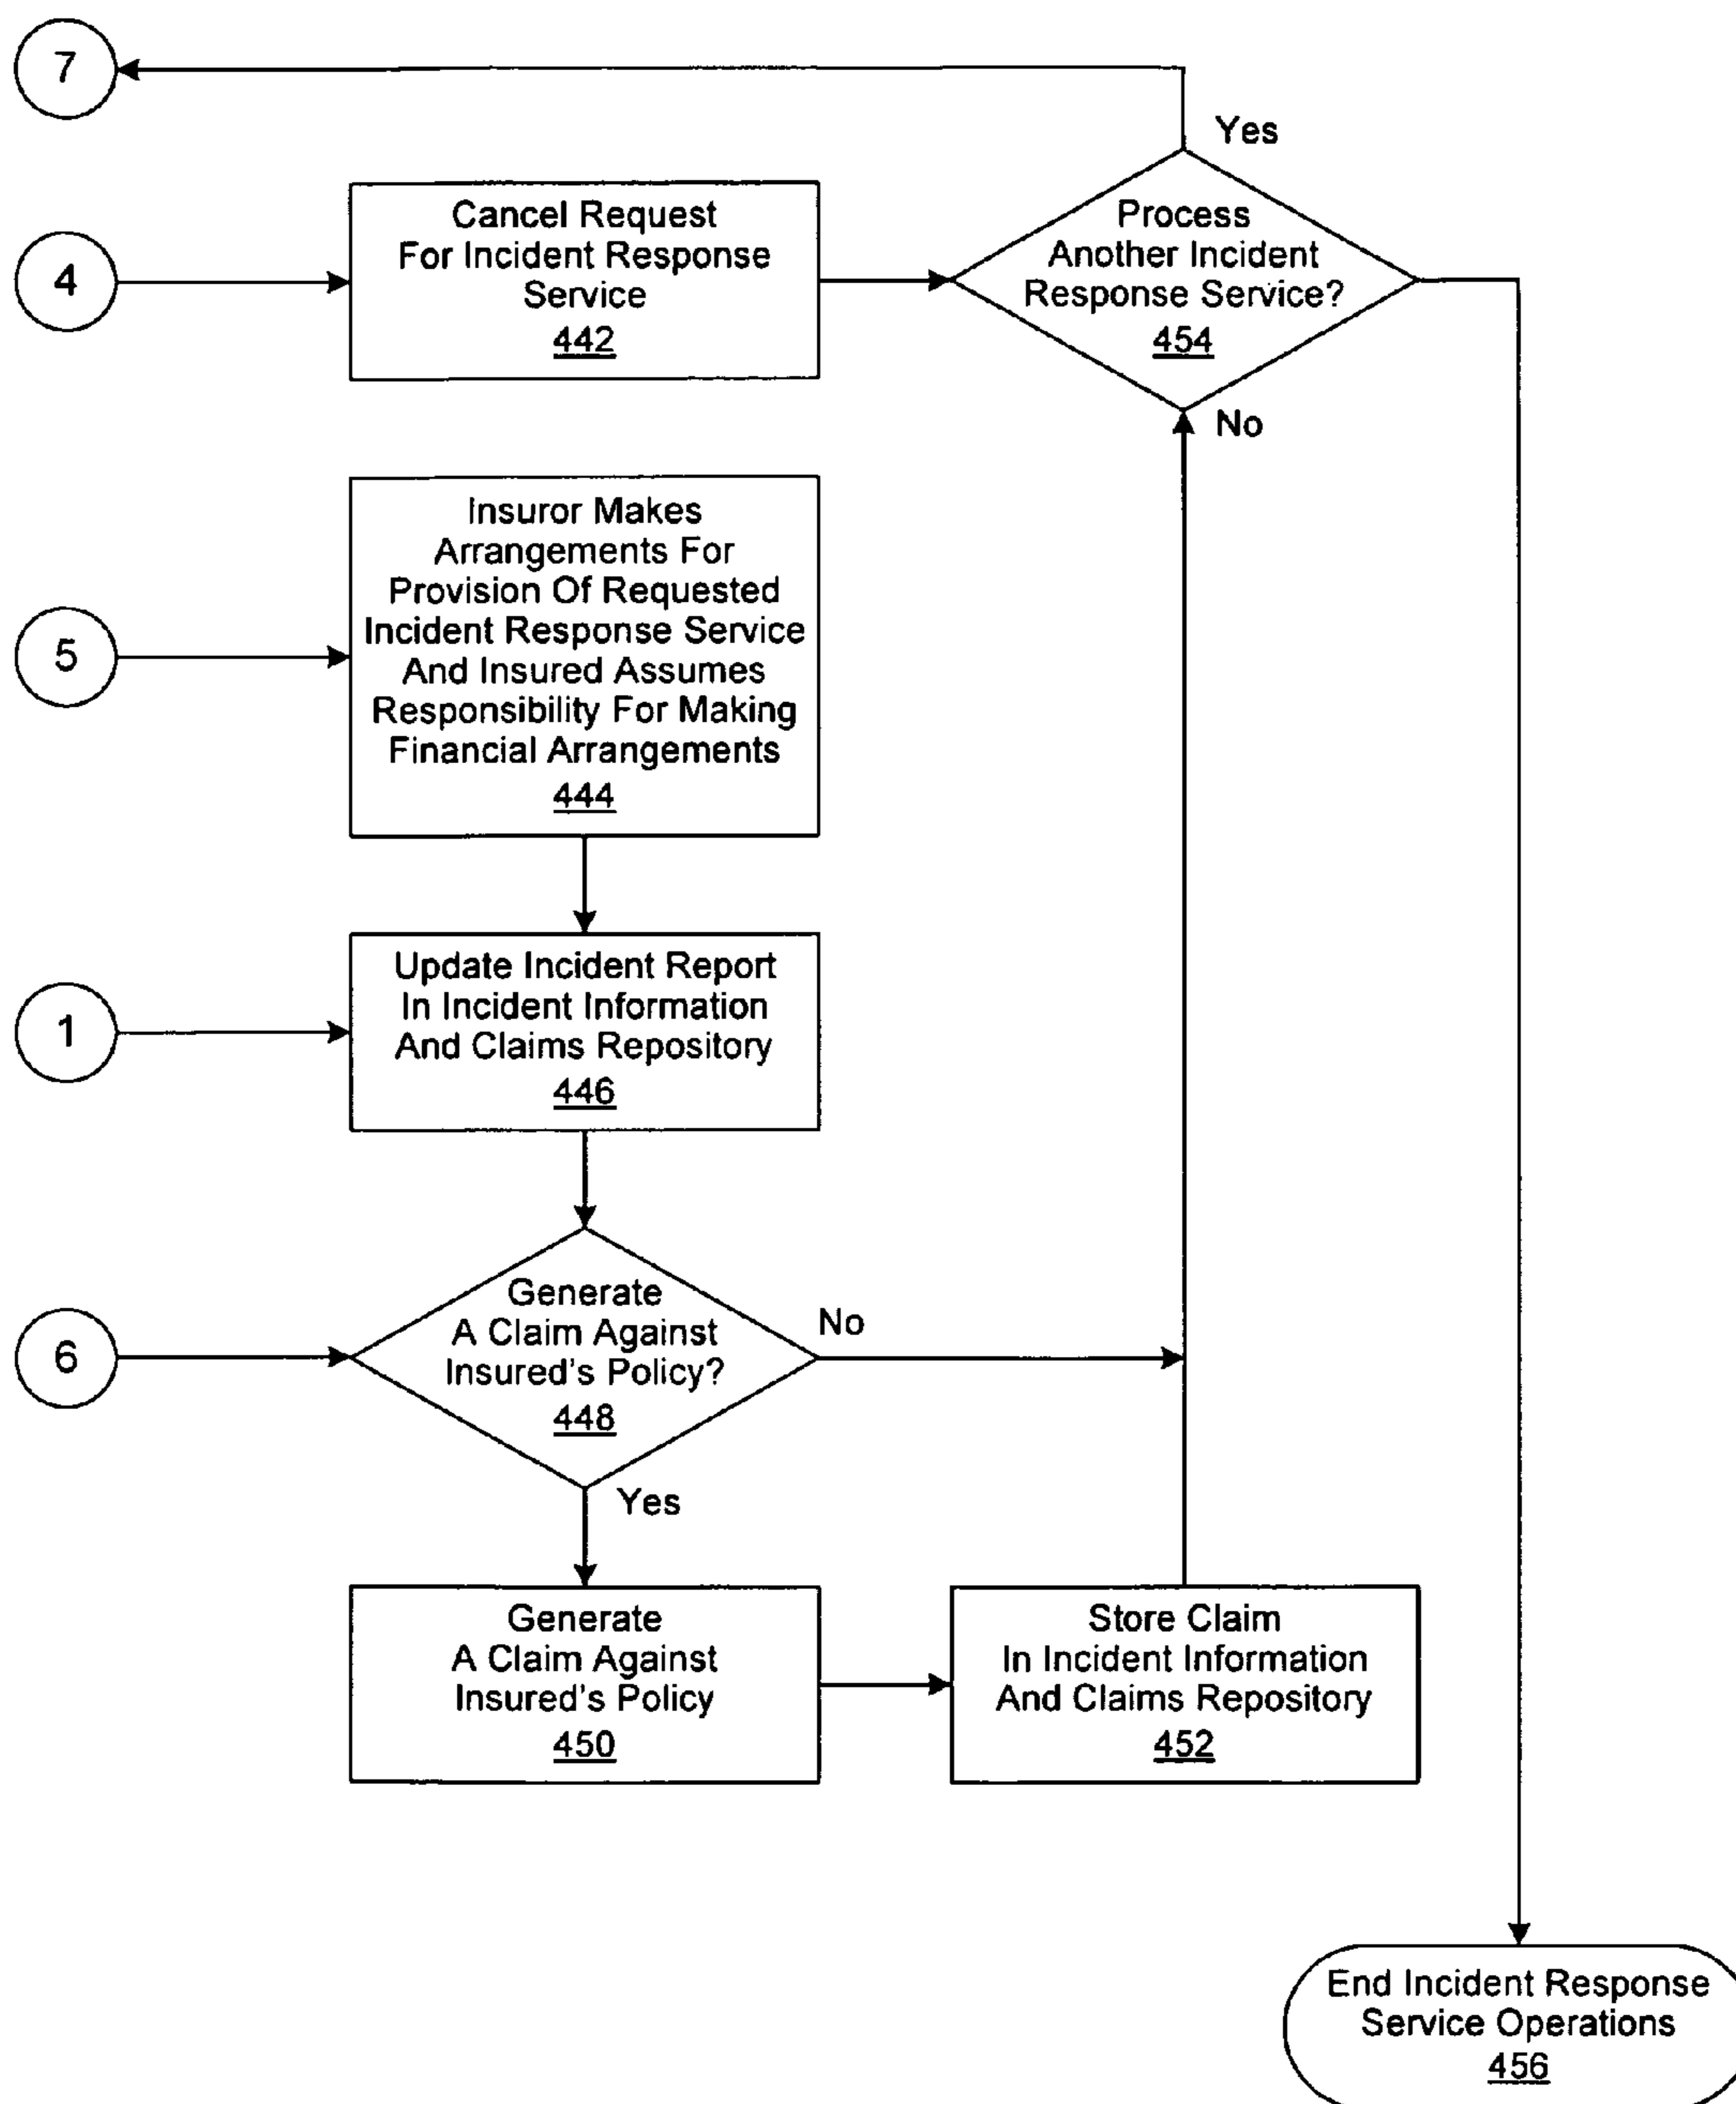 7
Yes
4
Cancel Request
For Incident Response
Service
442
Process
Another Incident
Response Service?
454
No
5
Insuror Makes
Arrangements For
Provision Of Requested
Incident Response Service
And Insured Assumes
Responsibility For Making
Financial Arrangements
444
1
Update Incident Report
In Incident Information
And Claims Repository
446
6
Generate
A Claim Against
Insured's Policy?
448
No
Yes
Generate
A Claim Against
Insured's Policy
450
Store Claim
In Incident Information
And Claims Repository
452
End Incident Response
Service Operations
456